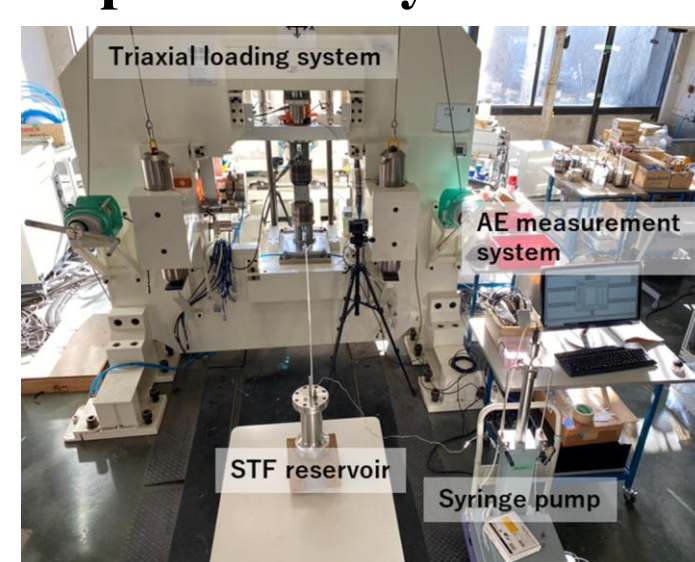 Triaxial loading system
AE measurement
system
STF reservoir
Syringe pump